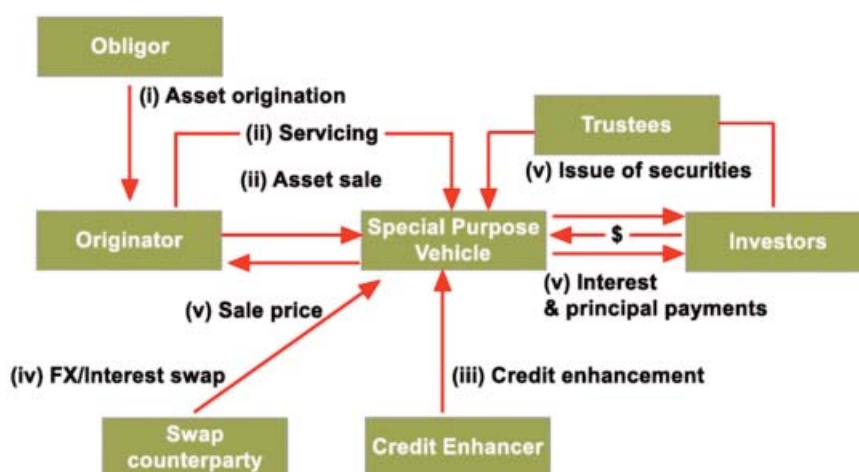 Obligor
(i) Asset origination
(ii) Servicing
Trustees
(ii) Asset sale
(v) Issue of securities
Originator
Special Purpose
Vehicle
$
Investors
(v) Sale price
(v) Interest
& principal payments
(iv) FX/Interest swap
(iii) Credit enhancement
Swap
counterparty
Credit Enhancer